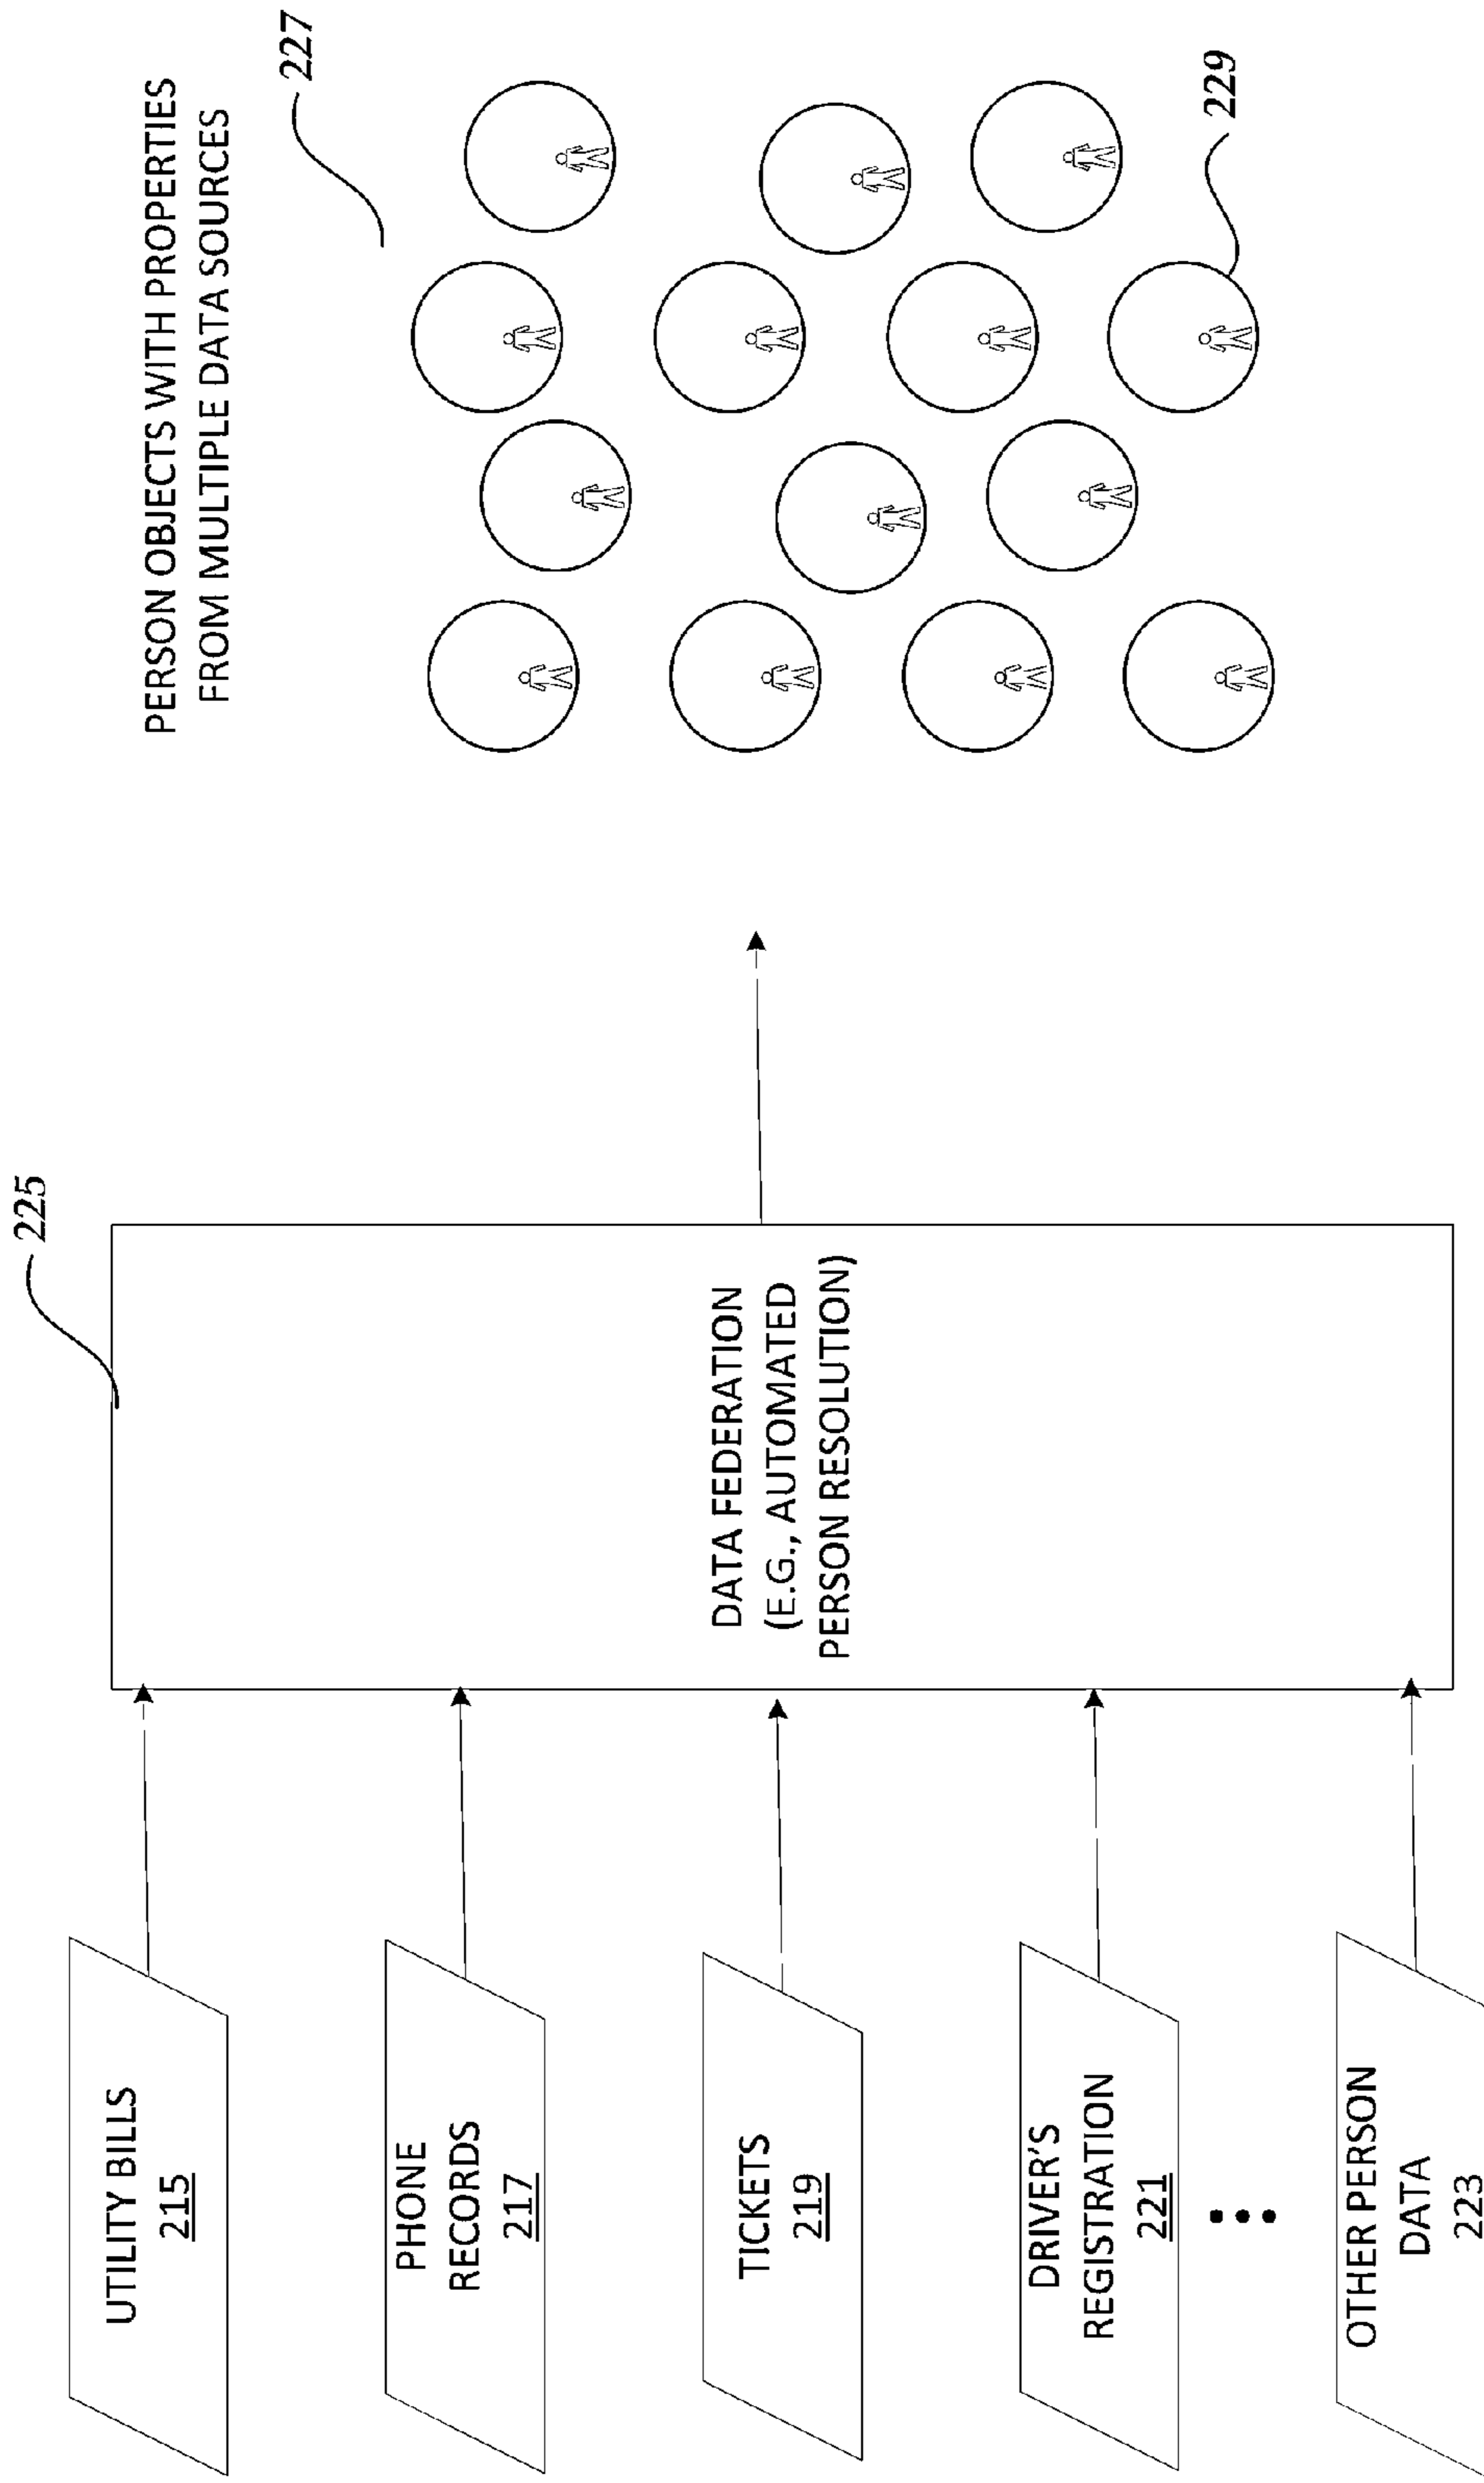 UTILITY BILLS
215
PHONE
RECORDS
217
TICKETS
219
DRIVER'S
REGISTRATION
221
OTHER PERSON
DATA
223
225
DATA FEDERATION
(E.G., AUTOMATED
PERSON RESOLUTION)
PERSON OBJECTS WITH PROPERTIES
FROM MULTIPLE DATA SOURCES
227
229